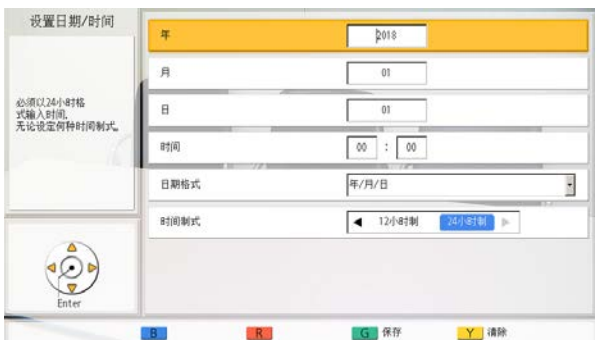 设置日期/时间
必须以24小时格
式输入时间,
无论设定何种时间制式。
Enter
年 2018
月 01
日 01
时间 00 : 00
日期格式 年/月/日
时间制式 12小时制 24小时制
B R G 保存 Y 清除